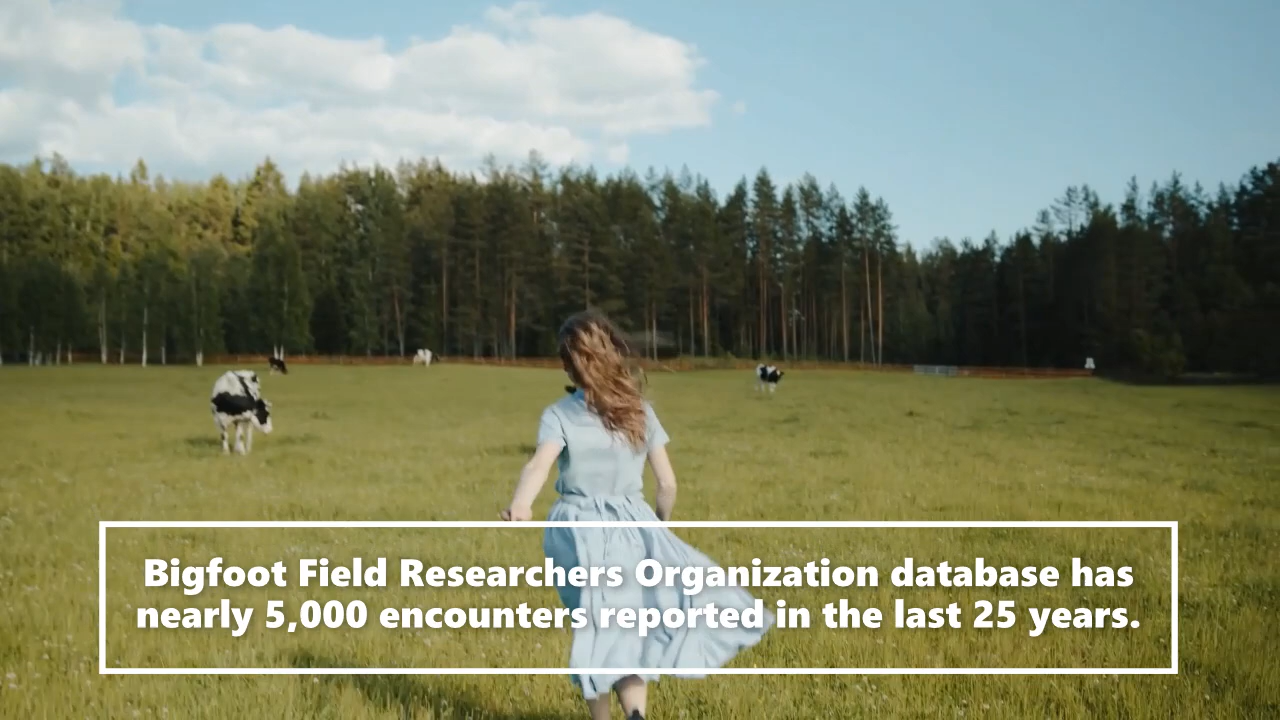 Bigfoot Field Researchers Organization database has
nearly 5,000 encounters reported in the last 25 years.